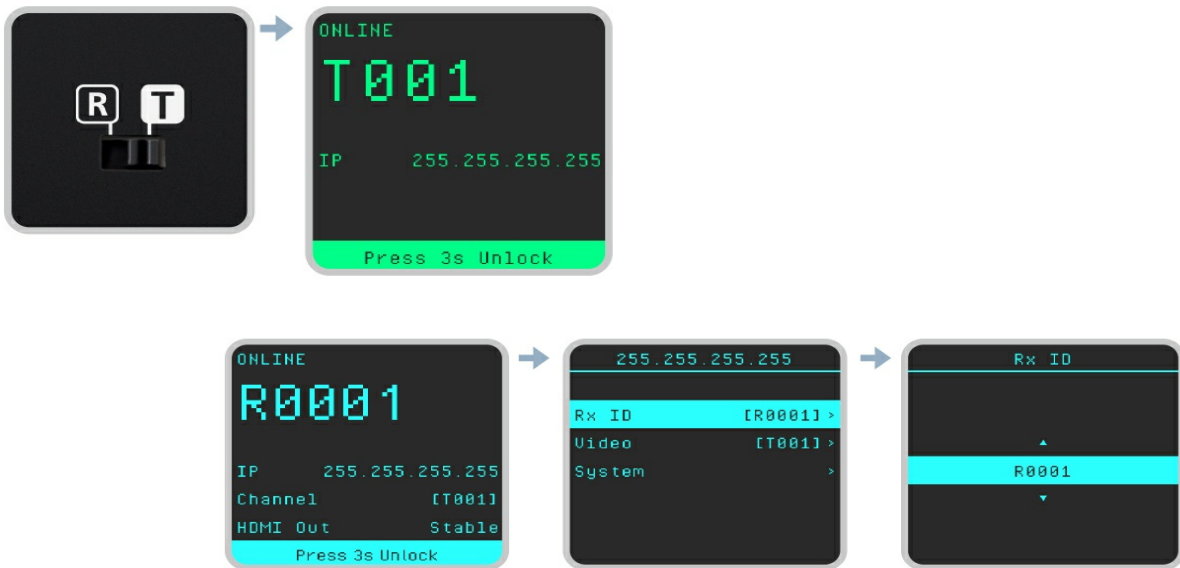 R T
ONLINE
T001
IP 255.255.255.255
Press 3s Unlock
ONLINE
R0001
IP 255.255.255.255
Channel [T001]
HDMI Out Stable
Press 3s Unlock
255.255.255.255
Rx ID [R0001] >
Video [T001] >
System >
Rx ID
R0001